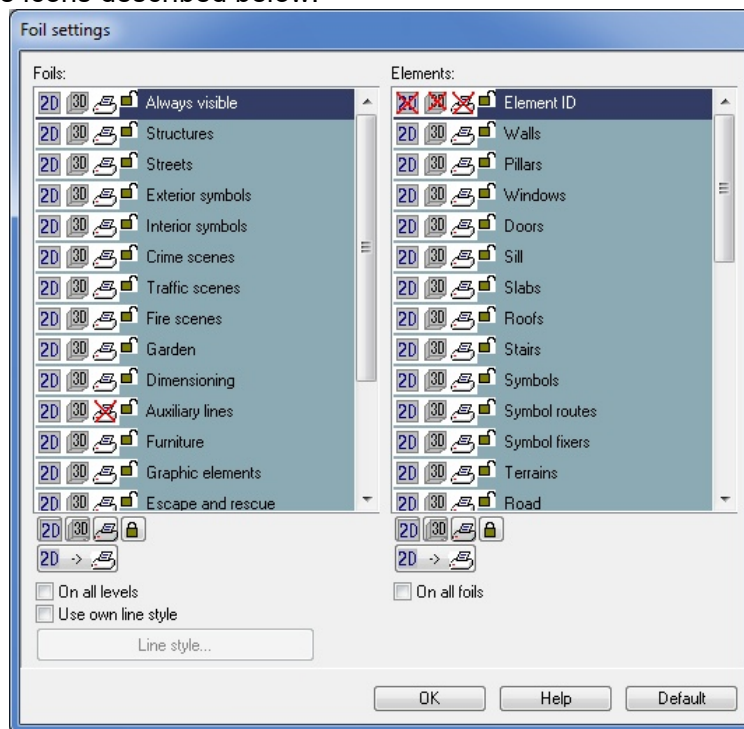 Foil settings
Foils:
2D 3D Always visible
2D 3D Structures
2D 3D Streets
2D 3D Exterior symbols
2D 3D Interior symbols
2D 3D Crime scenes
2D 3D Traffic scenes
2D 3D Fire scenes
2D 3D Garden
2D 3D Dimensioning
2D 3D Auxiliary lines
2D 3D Furniture
2D 3D Graphic elements
2D 3D Escape and rescue
2D 3D
2D ->
On all levels
Use own line style
Line style...
Elements:
2D 3D Element ID
2D 3D Walls
2D 3D Pillars
2D 3D Windows
2D 3D Doors
2D 3D Sill
2D 3D Slabs
2D 3D Roofs
2D 3D Stairs
2D 3D Symbols
2D 3D Symbol routes
2D 3D Symbol fixers
2D 3D Terrains
2D 3D Road
2D 3D
2D ->
On all foils
OK Help Default